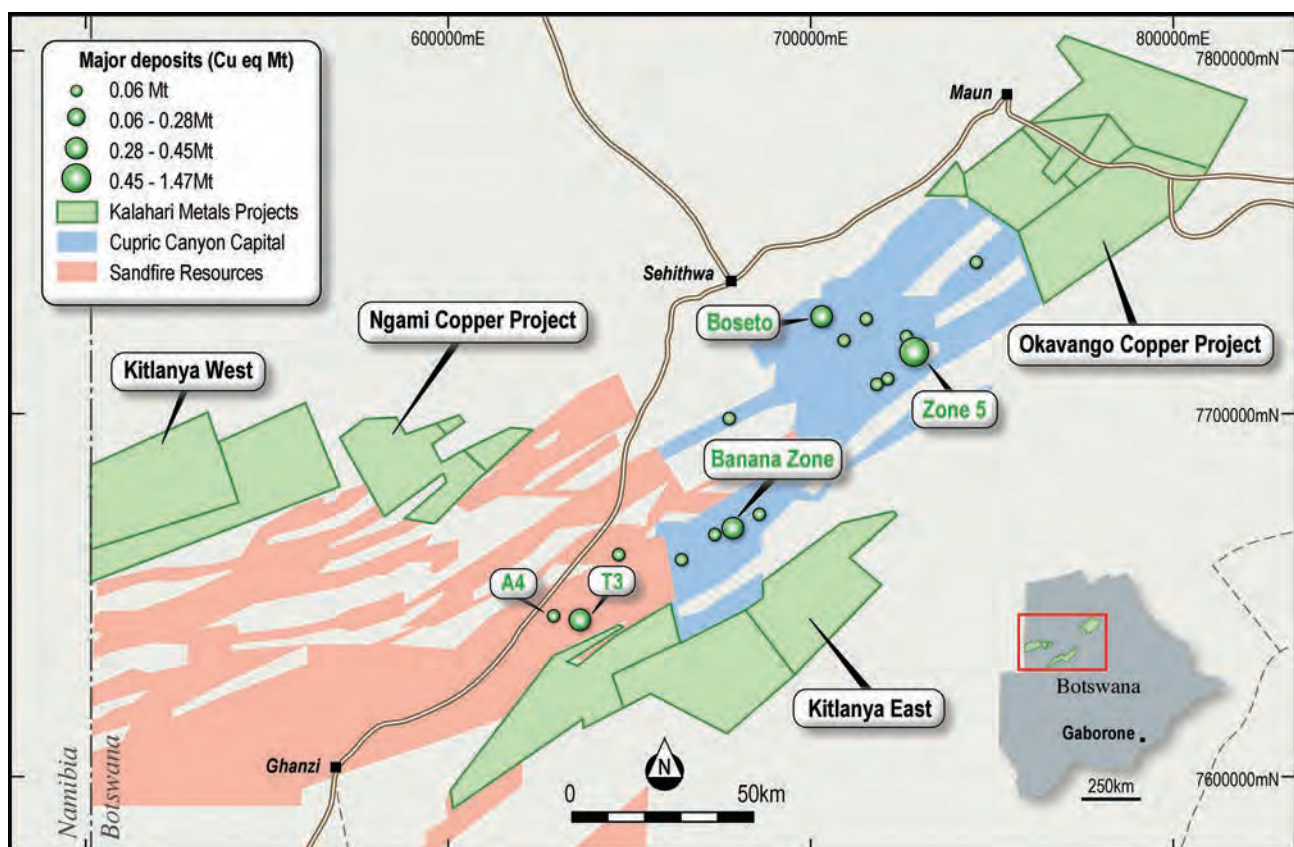 600000mE
700000mE
800000mE
7800000mN
Major deposits (Cu eq Mt)
0.06 Mt
0.06 - 0.28Mt
0.28 - 0.45Mt
0.45 - 1.47Mt
Kalahari Metals Projects
Cupric Canyon Capital
Sandfire Resources
Maun
Sehithwa
Ngami Copper Project
Boseto
Okavango Copper Project
Kitlanya West
Zone 5
7700000mN
Banana Zone
A4
T3
Kitlanya East
Botswana
Gaborone
250km
Ghanzi
N
0
50km
7600000mN
Namibia
Botswana